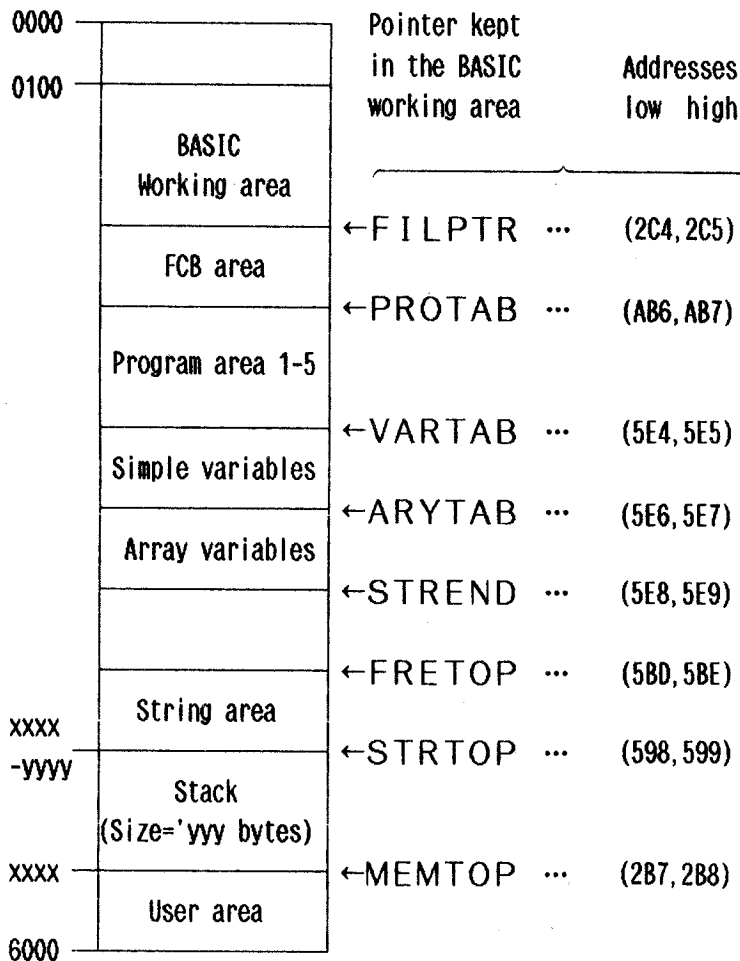 0000
Pointer kept
in the BASIC
working area
Addresses
low high
0100
BASIC
Working area
←FILPTR ··· (2C4,2C5)
FCB area
←PROTAB ··· (AB6,AB7)
Program area 1-5
←VARTAB ··· (5E4,5E5)
Simple variables
←ARYTAB ··· (5E6,5E7)
Array variables
←STREND ··· (5E8,5E9)
←FRETOP ··· (5BD,5BE)
String area
XXXX
-yyyy
←STRTOP ··· (598,599)
Stack
(Size='yyy bytes)
XXXX
←MEMTOP ··· (2B7,2B8)
User area
6000